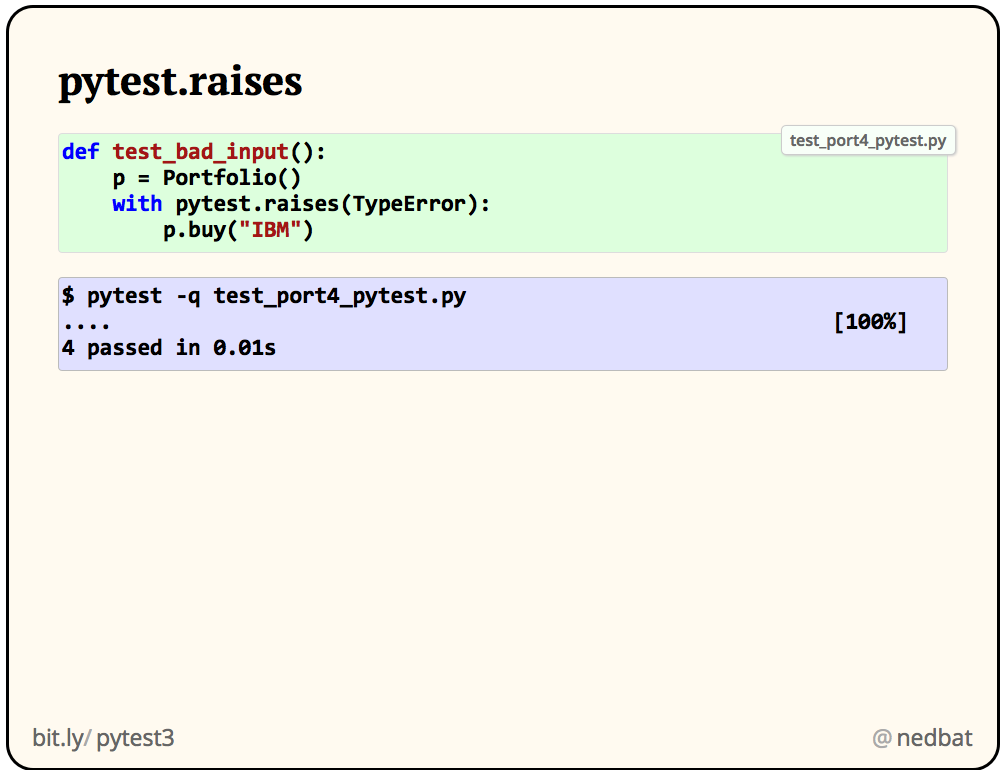 pytest.raises
test_port4_pytest.py
def test_bad_input():
    p = Portfolio()
    with pytest.raises(TypeError):
        p.buy("IBM")
$ pytest -q test_port4_pytest.py
.... [100%]
4 passed in 0.01s
bit.ly/pytest3
@nedbat